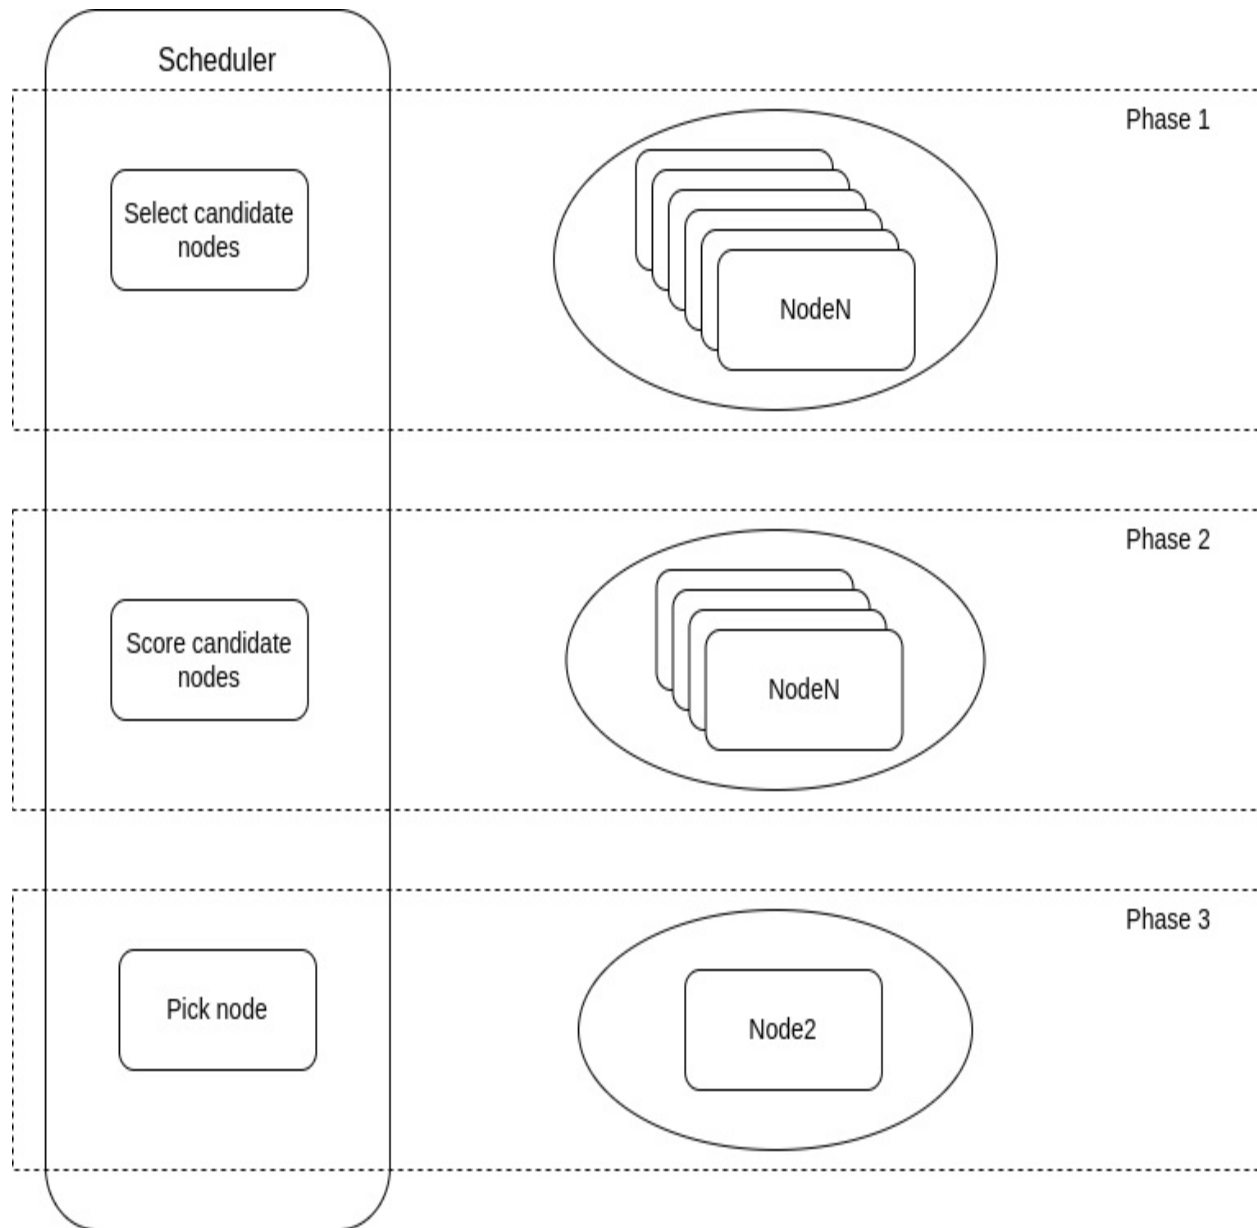 Scheduler
Phase 1
Select candidate
nodes
NodeN
Phase 2
Score candidate
nodes
NodeN
Phase 3
Pick node
Node2